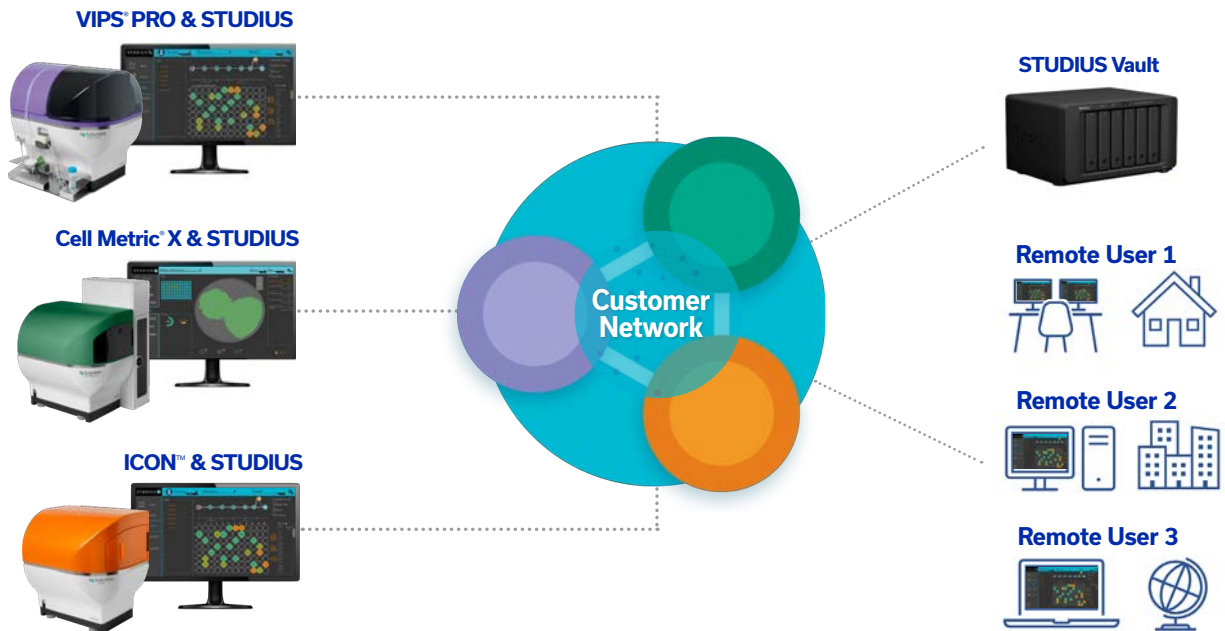 VIPS® PRO & STUDIUS
STUDIUS Vault
Cell Metric® X & STUDIUS
Customer
Network
Remote User 1
Remote User 2
ICON™ & STUDIUS
Remote User 3